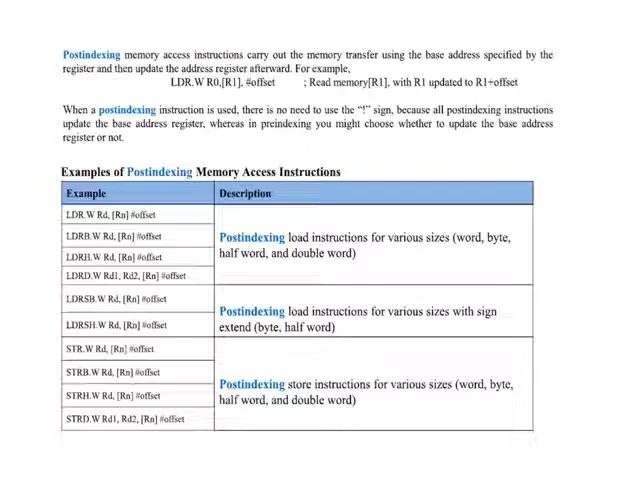 Postindexing memory access instructions carry out the memory transfer using the base address specified by the
register and then update the address register afterward. For example,
LDR.W R0,[R1], #offset ; Read memory[R1], with R1 updated to R1+offset
When a postindexing instruction is used, there is no need to use the “!” sign, because all postindexing instructions
update the base address register, whereas in preindexing you might choose whether to update the base address
register or not.
Examples of Postindexing Memory Access Instructions
Example Description
LDR.W Rd, [Rn] #offset
LDRB.W Rd, [Rn] #offset
LDRH.W Rd, [Rn] #offset
LDRD.W Rd1, Rd2, [Rn] #offset
Postindexing load instructions for various sizes (word, byte,
half word, and double word)
LDRSB.W Rd, [Rn] #offset
LDRSH.W Rd, [Rn] #offset
Postindexing load instructions for various sizes with sign
extend (byte, half word)
STR.W Rd, [Rn] #offset
STRB.W Rd, [Rn] #offset
STRH.W Rd, [Rn] #offset
STRD.W Rd1, Rd2, [Rn] #offset
Postindexing store instructions for various sizes (word, byte,
half word, and double word)